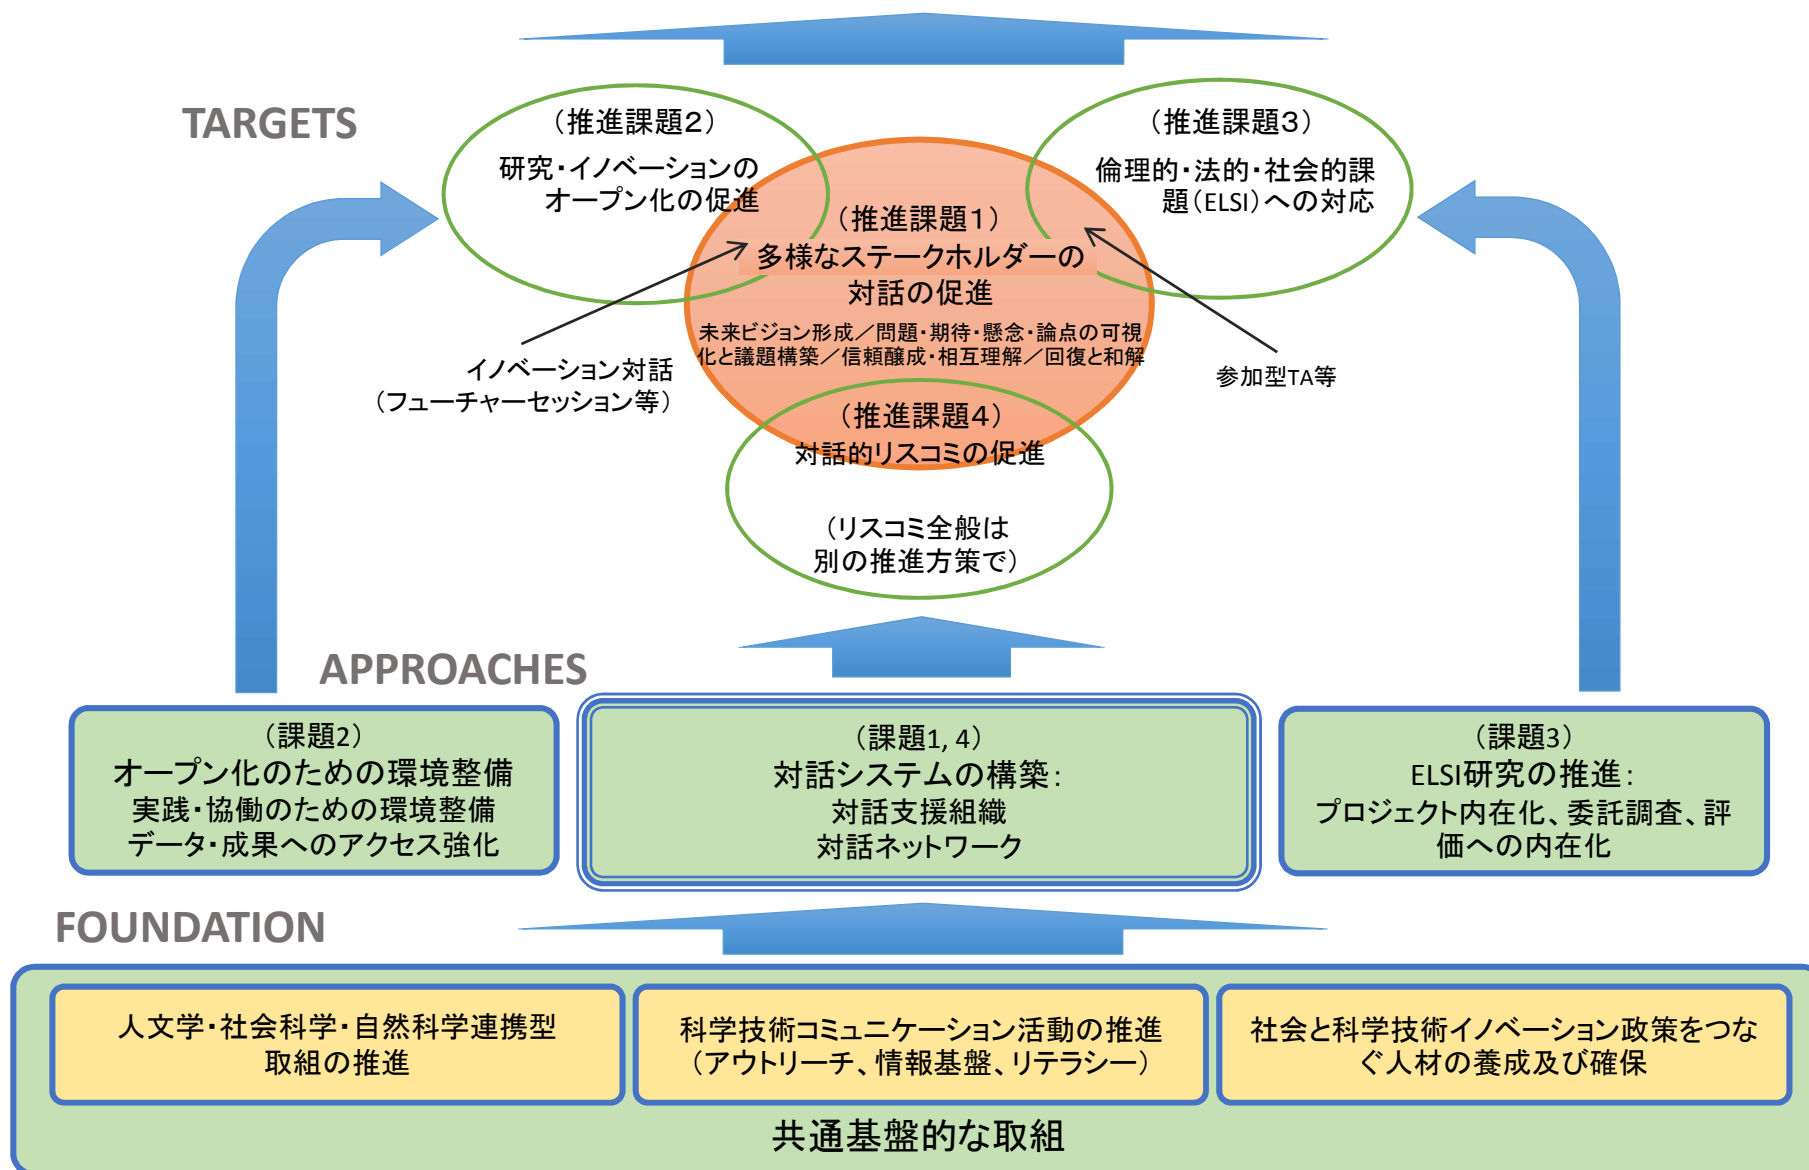 TARGETS
（推進課題２）
研究・イノベーションの
オープン化の促進
（推進課題３）
倫理的・法的・社会的課
題（ELSI）への対応
（推進課題１）
多様なステークホルダーの
対話の促進
未来ビジョン形成／問題・期待・懸念・論点の可視
化と議題構築／信頼醸成・相互理解／回復と和解
イノベーション対話
（フューチャーセッション等）
参加型TA等
（推進課題４）
対話的リスコミの促進
（リスコミ全般は
別の推進方策で）
APPROACHES
（課題2）
オープン化のための環境整備
実践・協働のための環境整備
データ・成果へのアクセス強化
（課題1, 4）
対話システムの構築：
対話支援組織
対話ネットワーク
（課題3）
ELSI研究の推進：
プロジェクト内在化、委託調査、評
価への内在化
FOUNDATION
人文学・社会科学・自然科学連携型
取組の推進
科学技術コミュニケーション活動の推進
（アウトリーチ、情報基盤、リテラシー）
社会と科学技術イノベーション政策をつな
ぐ人材の養成及び確保
共通基盤的な取組